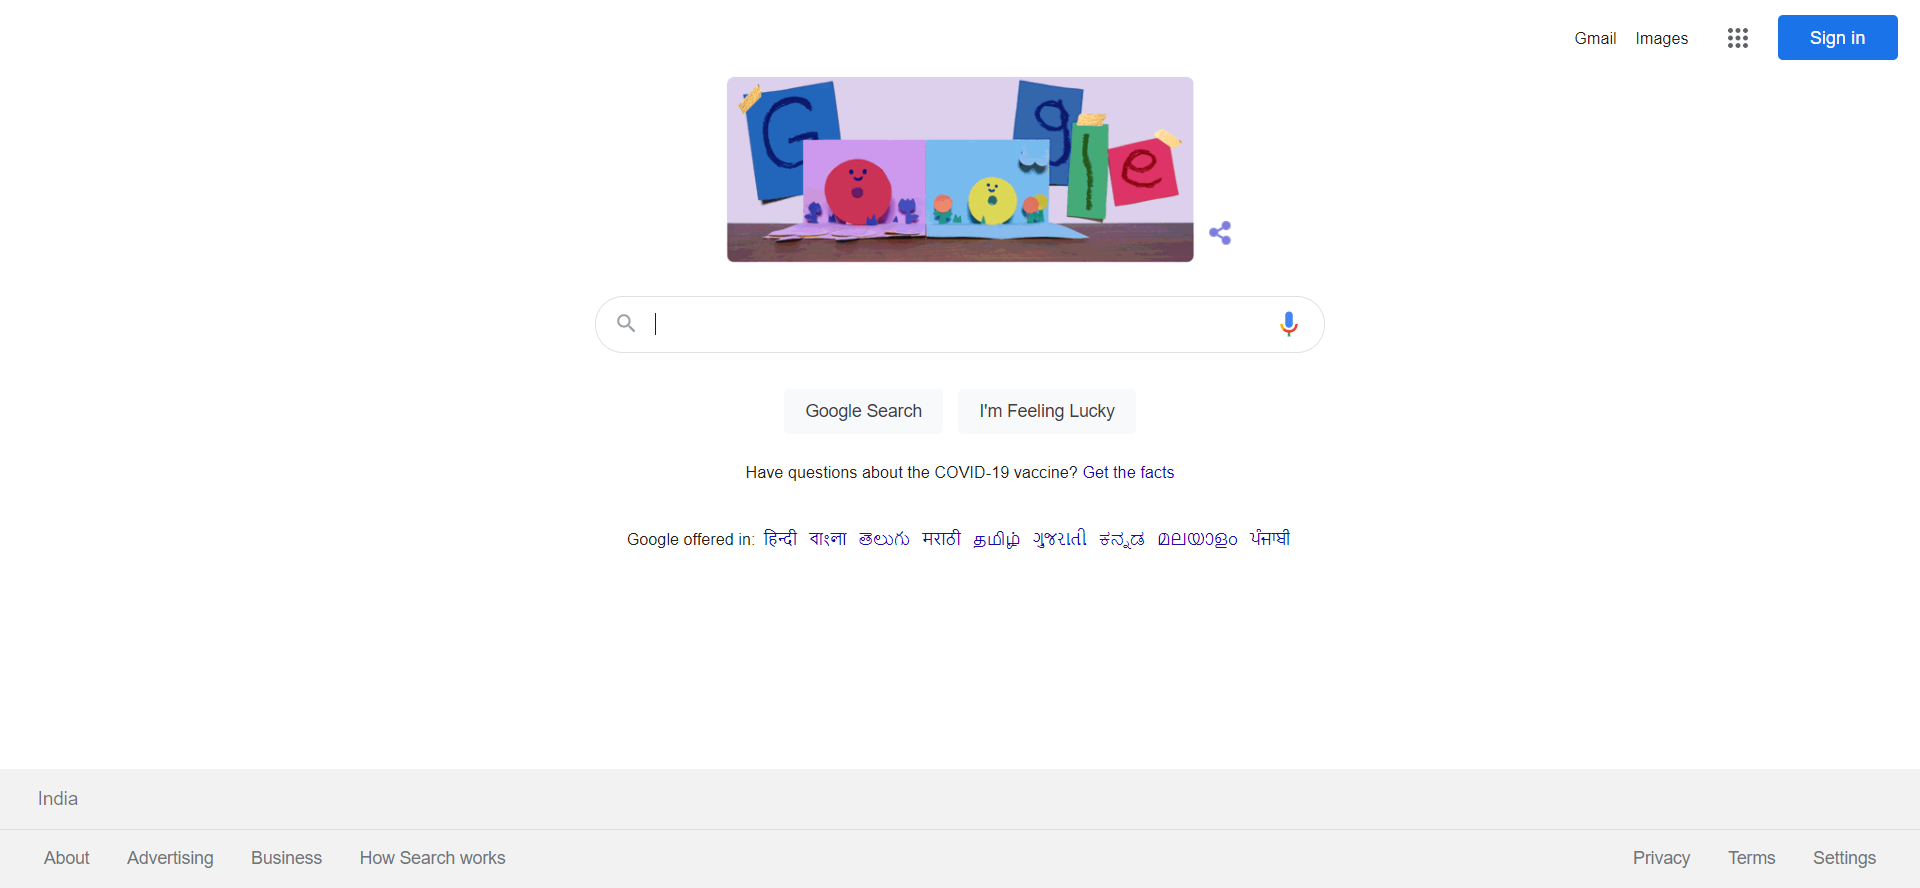 Gmail Images Sign in
G g l e
Google Search I'm Feeling Lucky
Have questions about the COVID-19 vaccine? Get the facts
Google offered in: हिन्दी বাংলা తెలుగు मराठी தமிழ் ગુજરાતી ಕನ್ನಡ മലയാളം ਪੰਜਾਬੀ
India
About Advertising Business How Search works Privacy Terms Settings